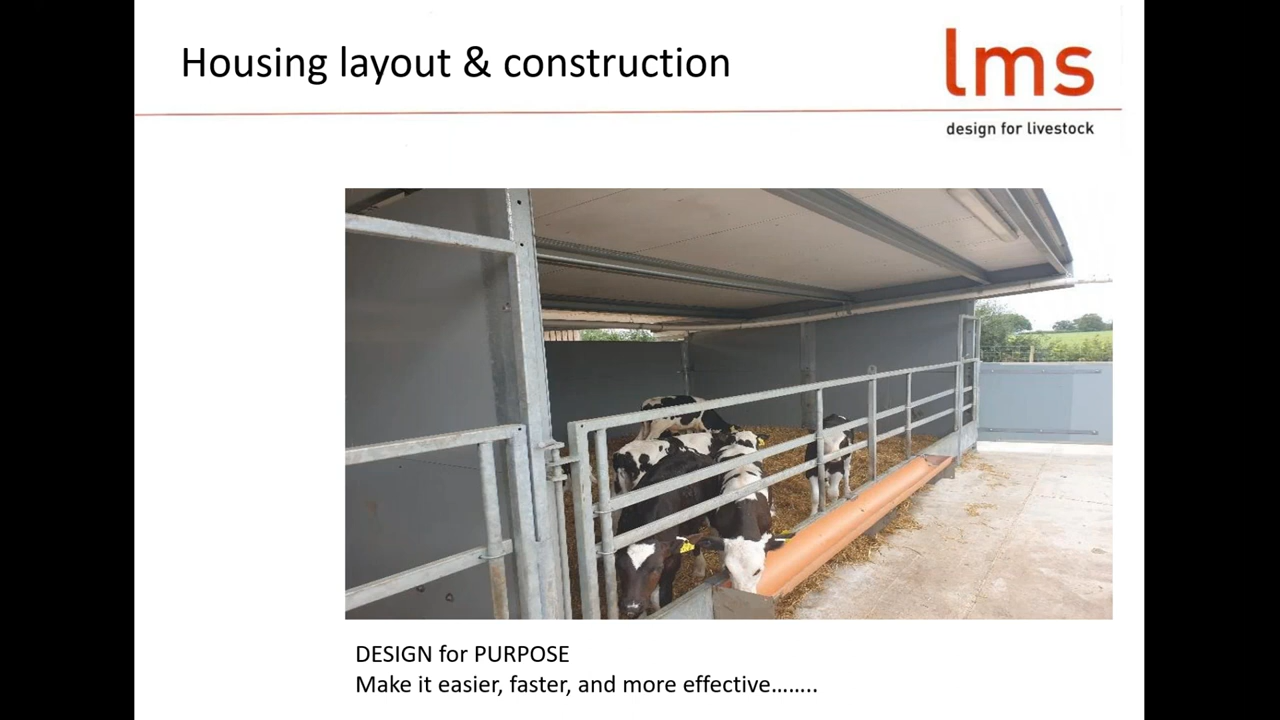 Housing layout & construction
lms
design for livestock
DESIGN for PURPOSE
Make it easier, faster, and more effective……..